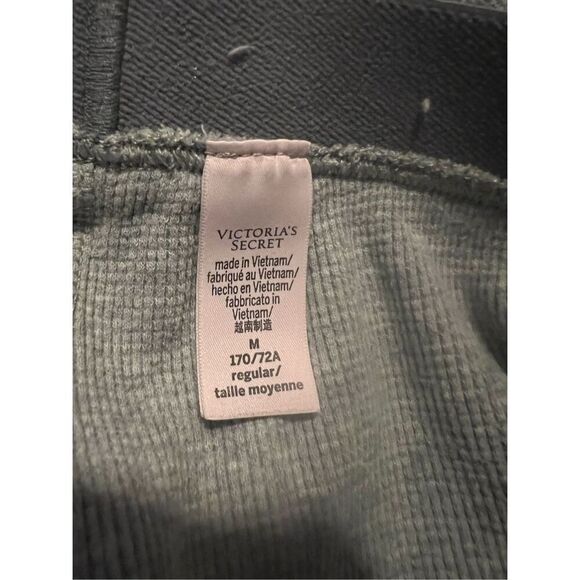 VICTORIA'S
SECRET
made in Vietnam/
fabriqué au Vietnam/
hecho en Vietnam/
fabbricato in
Vietnam/
越南制造
M
170/72A
regular/
taille moyenne